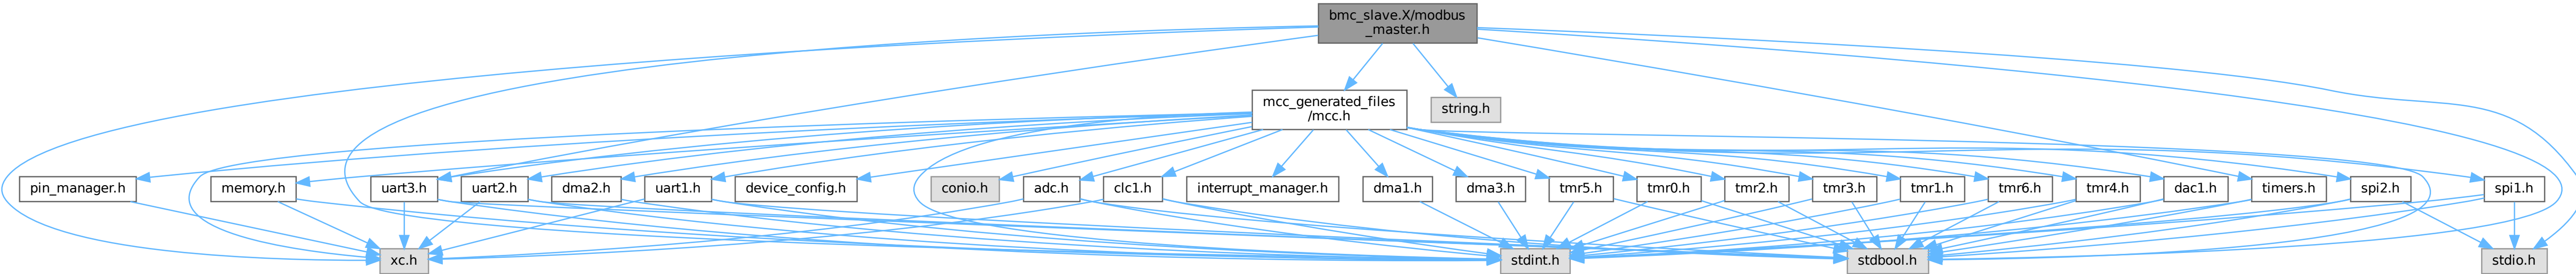 bmc_slave.X/modbus
_master.h
mcc_generated_files
/mcc.h
string.h
pin_manager.h
memory.h
uart3.h
uart2.h
dma2.h
uart1.h
device_config.h
conio.h
adc.h
clc1.h
interrupt_manager.h
dma1.h
dma3.h
tmr5.h
tmr0.h
tmr2.h
tmr3.h
tmr1.h
tmr6.h
tmr4.h
dac1.h
timers.h
spi2.h
spi1.h
xc.h
stdint.h
stdbool.h
stdio.h